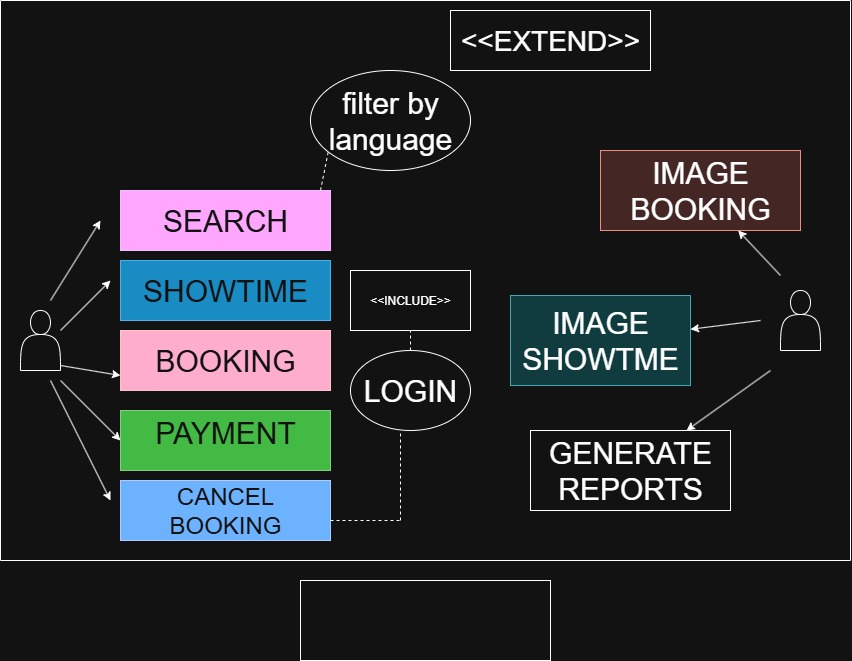 <<EXTEND>>
filter by
language
IMAGE
BOOKING
SEARCH
SHOWTIME
<<INCLUDE>>
IMAGE
SHOWTME
BOOKING
LOGIN
PAYMENT
GENERATE
REPORTS
CANCEL
BOOKING